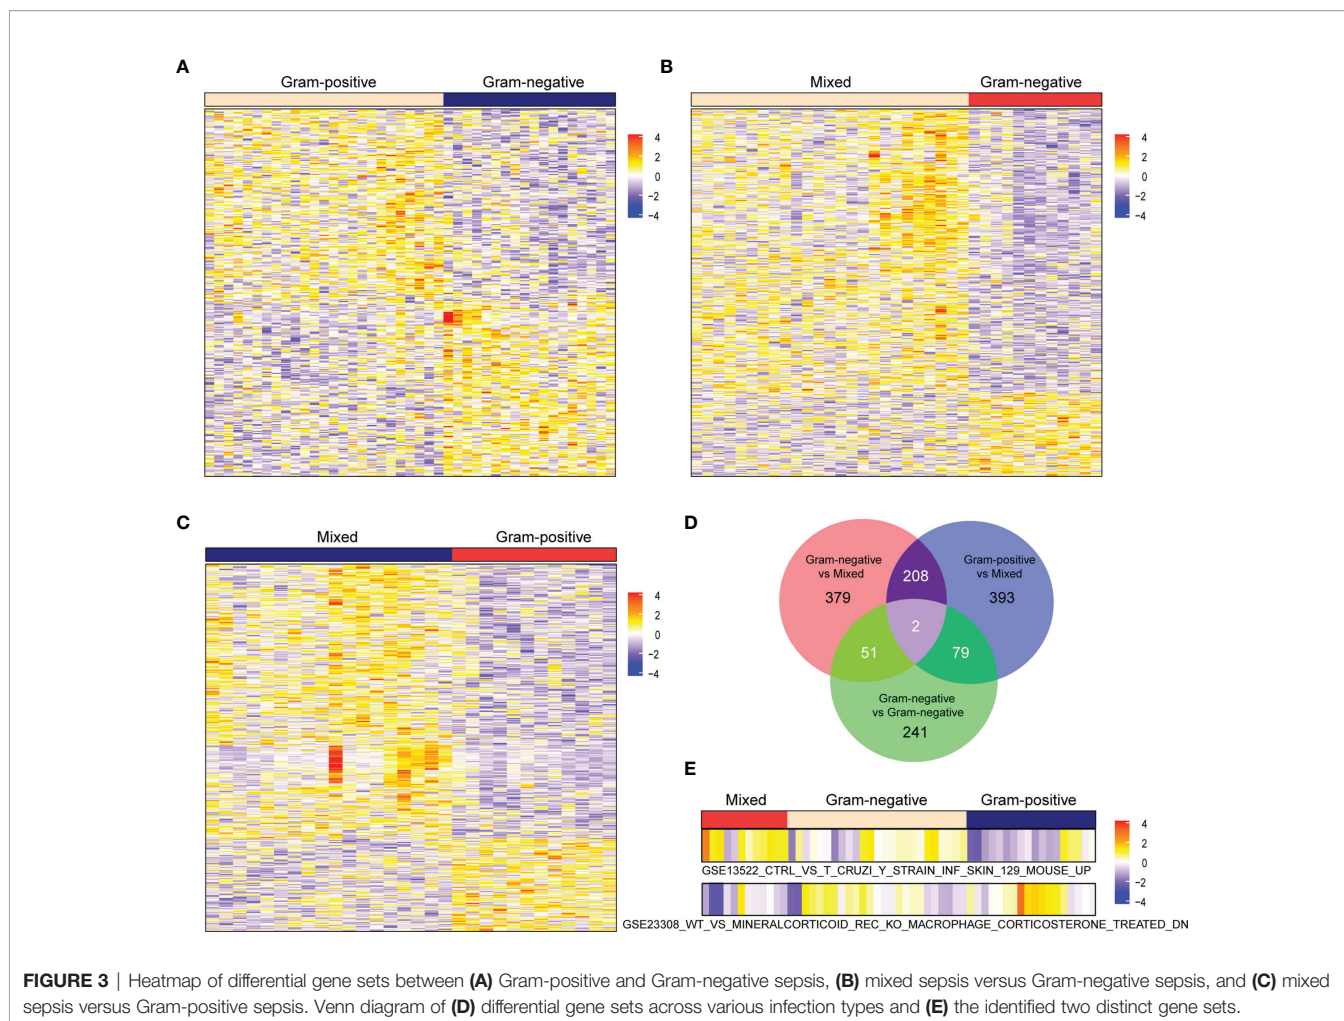 A
Gram-positive Gram-negative
4
2
0
−2
−4
B
Mixed Gram-negative
4
2
0
−2
−4
C
Mixed Gram-positive
4
2
0
−2
−4
D
Gram-negative
vs Mixed
379
208
Gram-positive
vs Mixed
393
2
51
79
Gram-negative
vs Gram-negative
241
E
Mixed Gram-negative Gram-positive
GSE13522_CTRL_VS_T_CRUZI_Y_STRAIN_INF_SKIN_129_MOUSE_UP
GSE23308_WT_VS_MINERALCORTICOID_REC_KO_MACROPHAGE_CORTICOSTERONE_TREATED_DN
4
2
0
−2
−4
FIGURE 3 | Heatmap of differential gene sets between (A) Gram-positive and Gram-negative sepsis, (B) mixed sepsis versus Gram-negative sepsis, and (C) mixed
sepsis versus Gram-positive sepsis. Venn diagram of (D) differential gene sets across various infection types and (E) the identified two distinct gene sets.